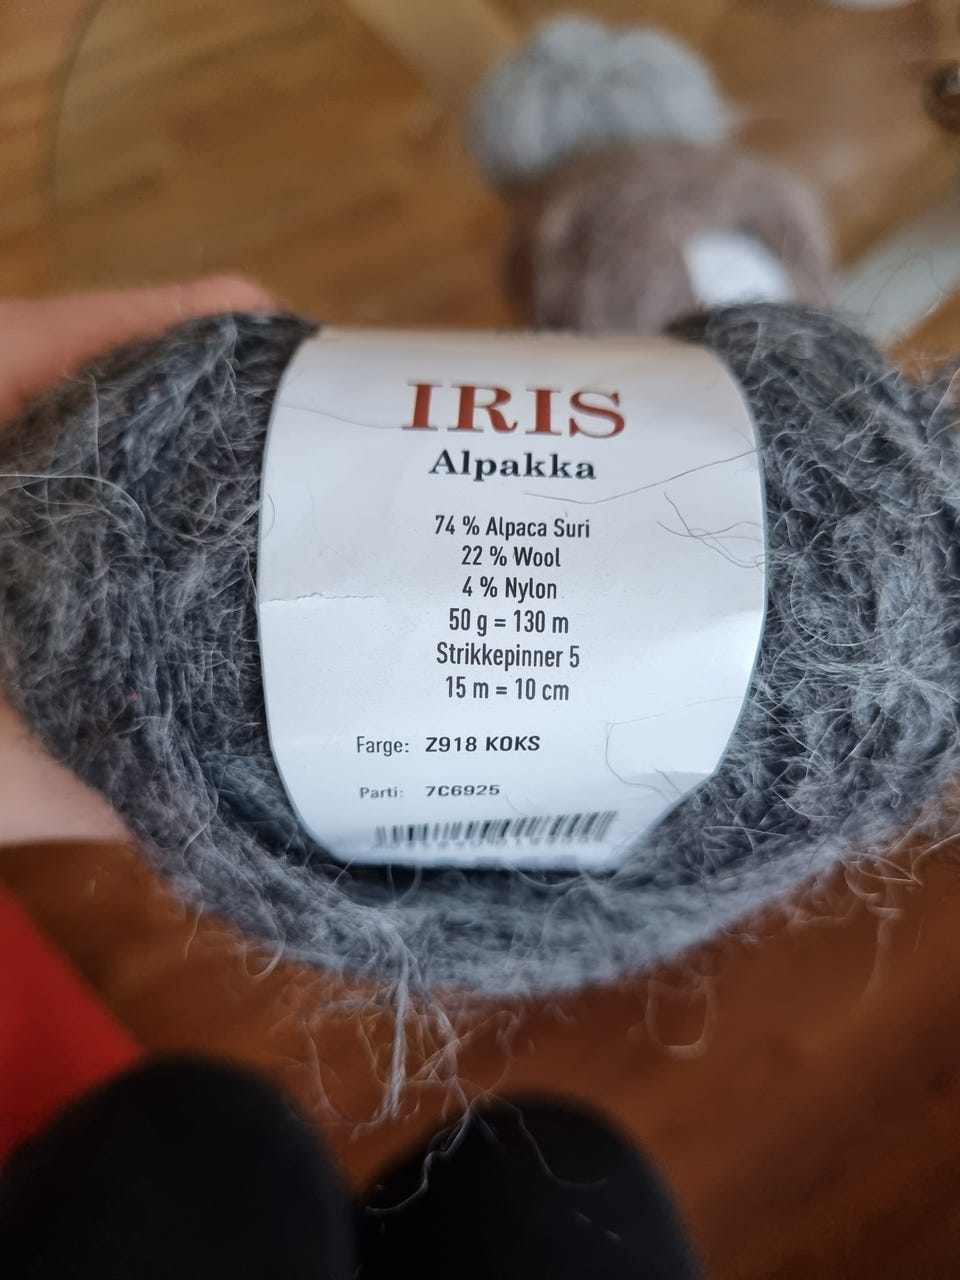 IRIS
Alpakka
74 % Alpaca Suri
22 % Wool
4 % Nylon
50 g = 130 m
Strikkepinner 5
15 m = 10 cm
Farge: Z918 KOKS
Parti: 7C6925